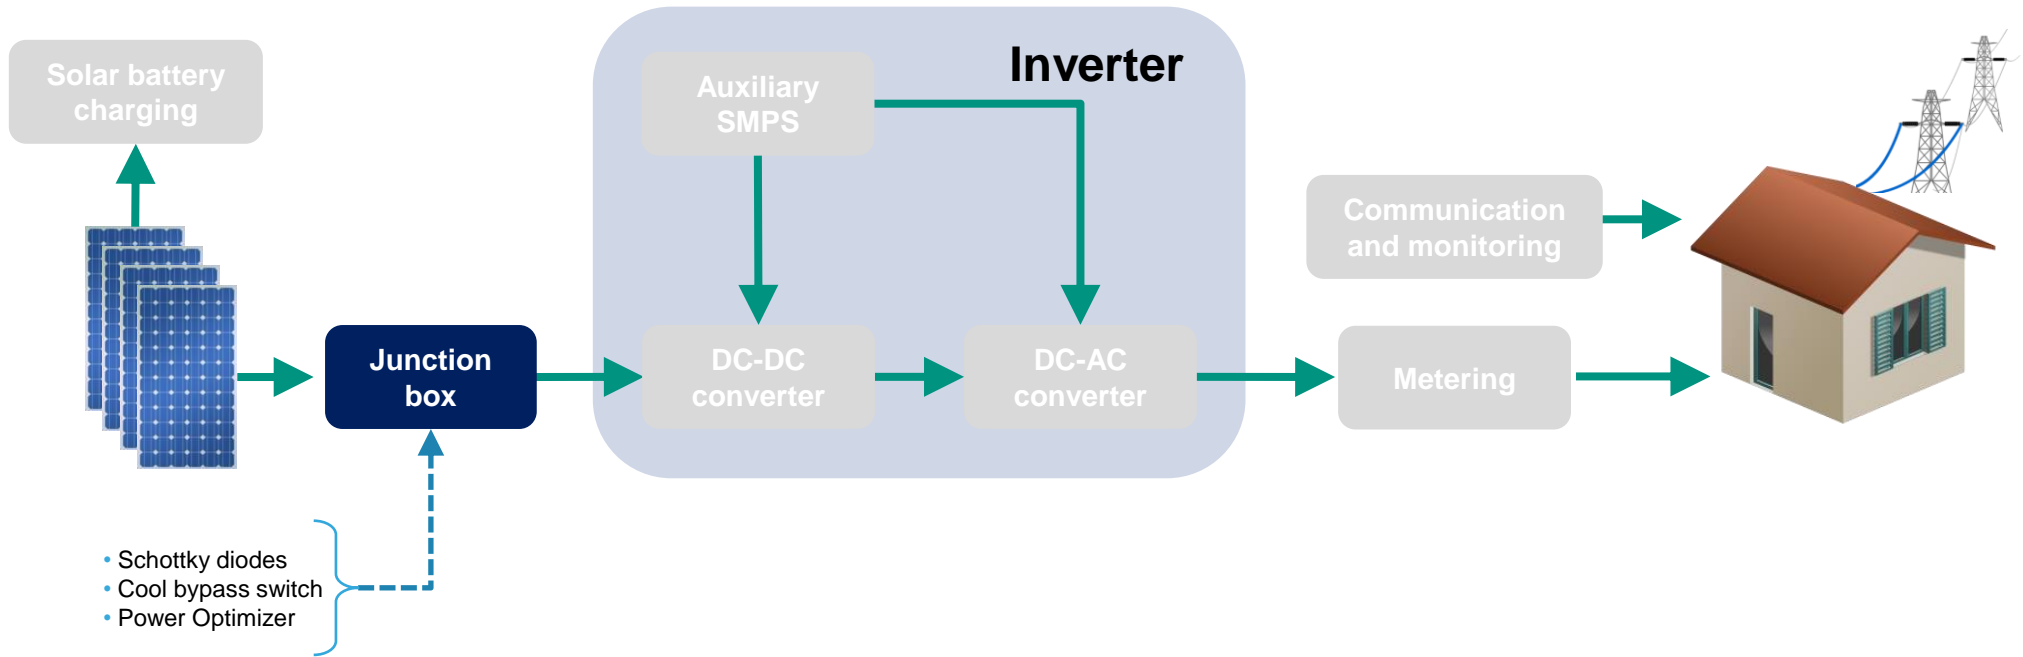 Solar battery
charging
Inverter
Auxiliary
SMPS
Communication
and monitoring
Junction
box
DC-DC
converter
DC-AC
converter
Metering
• Schottky diodes
• Cool bypass switch
• Power Optimizer